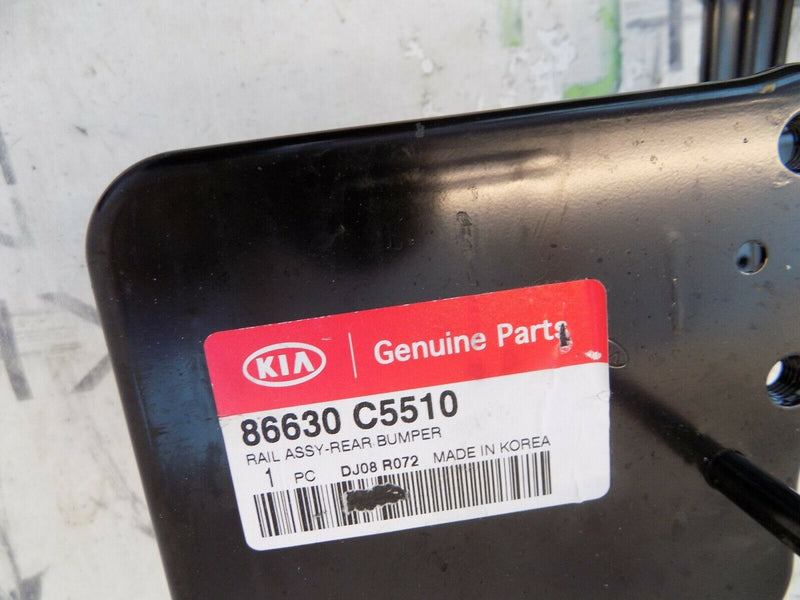 KIA | Genuine Parts
86630 C5510
RAIL ASSY-REAR BUMPER
1 PC DJ08 R072 MADE IN KOREA